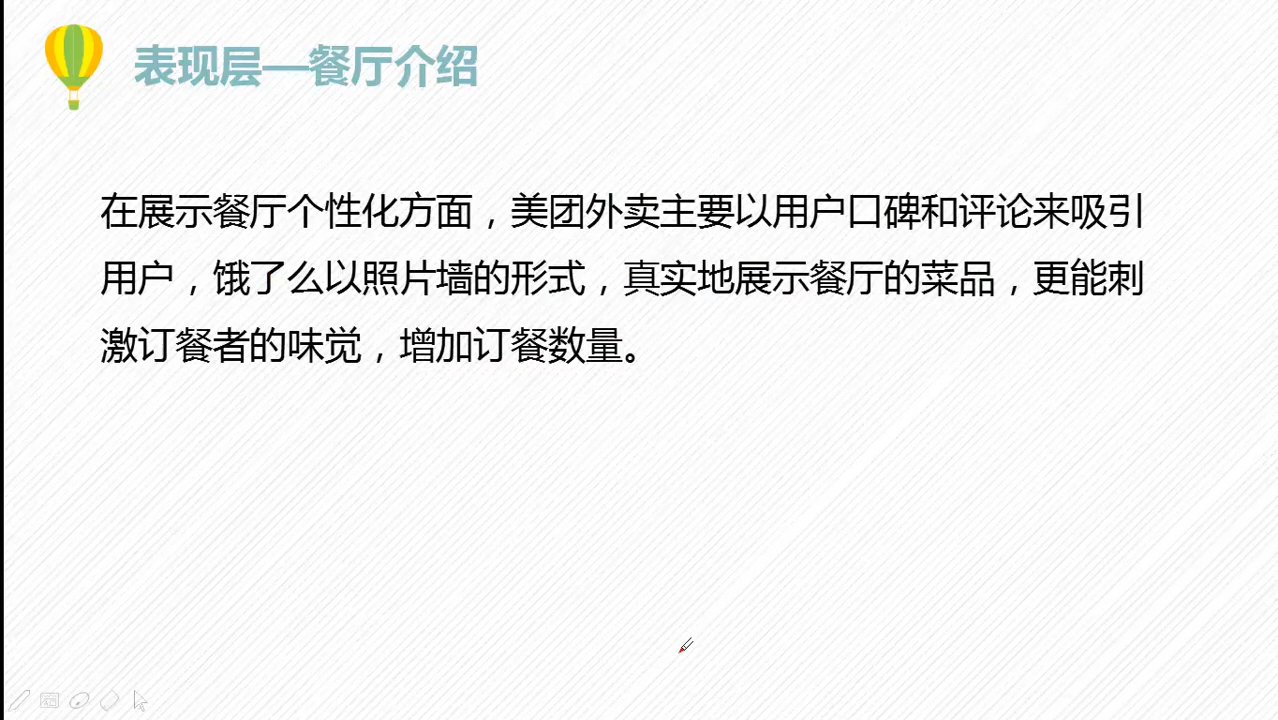 表现层—餐厅介绍
在展示餐厅个性化方面，美团外卖主要以用户口碑和评论来吸引
用户，饿了么以照片墙的形式，真实地展示餐厅的菜品，更能刺
激订餐者的味觉，增加订餐数量。